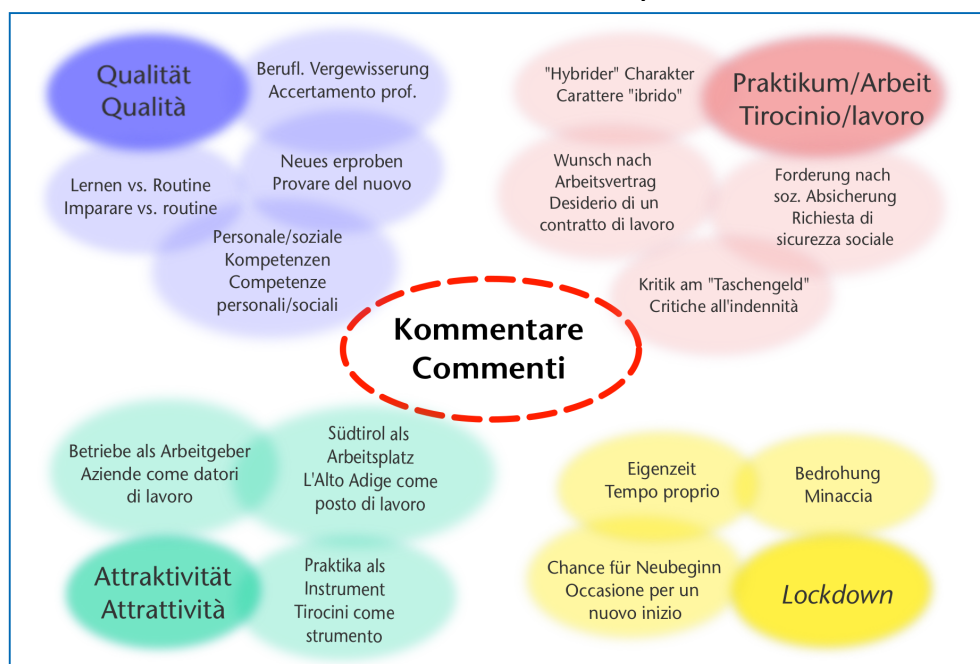 Qualität
Qualità
Berufl. Vergewisserung
Accertamento prof.
Neues erproben
Provare del nuovo
Lernen vs. Routine
Imparare vs. routine
Personale/soziale
Kompetenzen
Competenze
personali/sociali
"Hybrider" Charakter
Carattere "ibrido"
Praktikum/Arbeit
Tirocinio/lavoro
Wunsch nach
Arbeitsvertrag
Desiderio di un
contratto di lavoro
Forderung nach
soz. Absicherung
Richiesta di
sicurezza sociale
Kritik am "Taschengeld"
Critiche all'indennità
Kommentare
Commenti
Betriebe als Arbeitgeber
Aziende come datori
di lavoro
Südtirol als
Arbeitsplatz
L'Alto Adige come
posto di lavoro
Attraktivität
Attrattività
Praktika als
Instrument
Tirocini come
strumento
Eigenzeit
Tempo proprio
Bedrohung
Minaccia
Chance für Neubeginn
Occasione per un
nuovo inizio
Lockdown